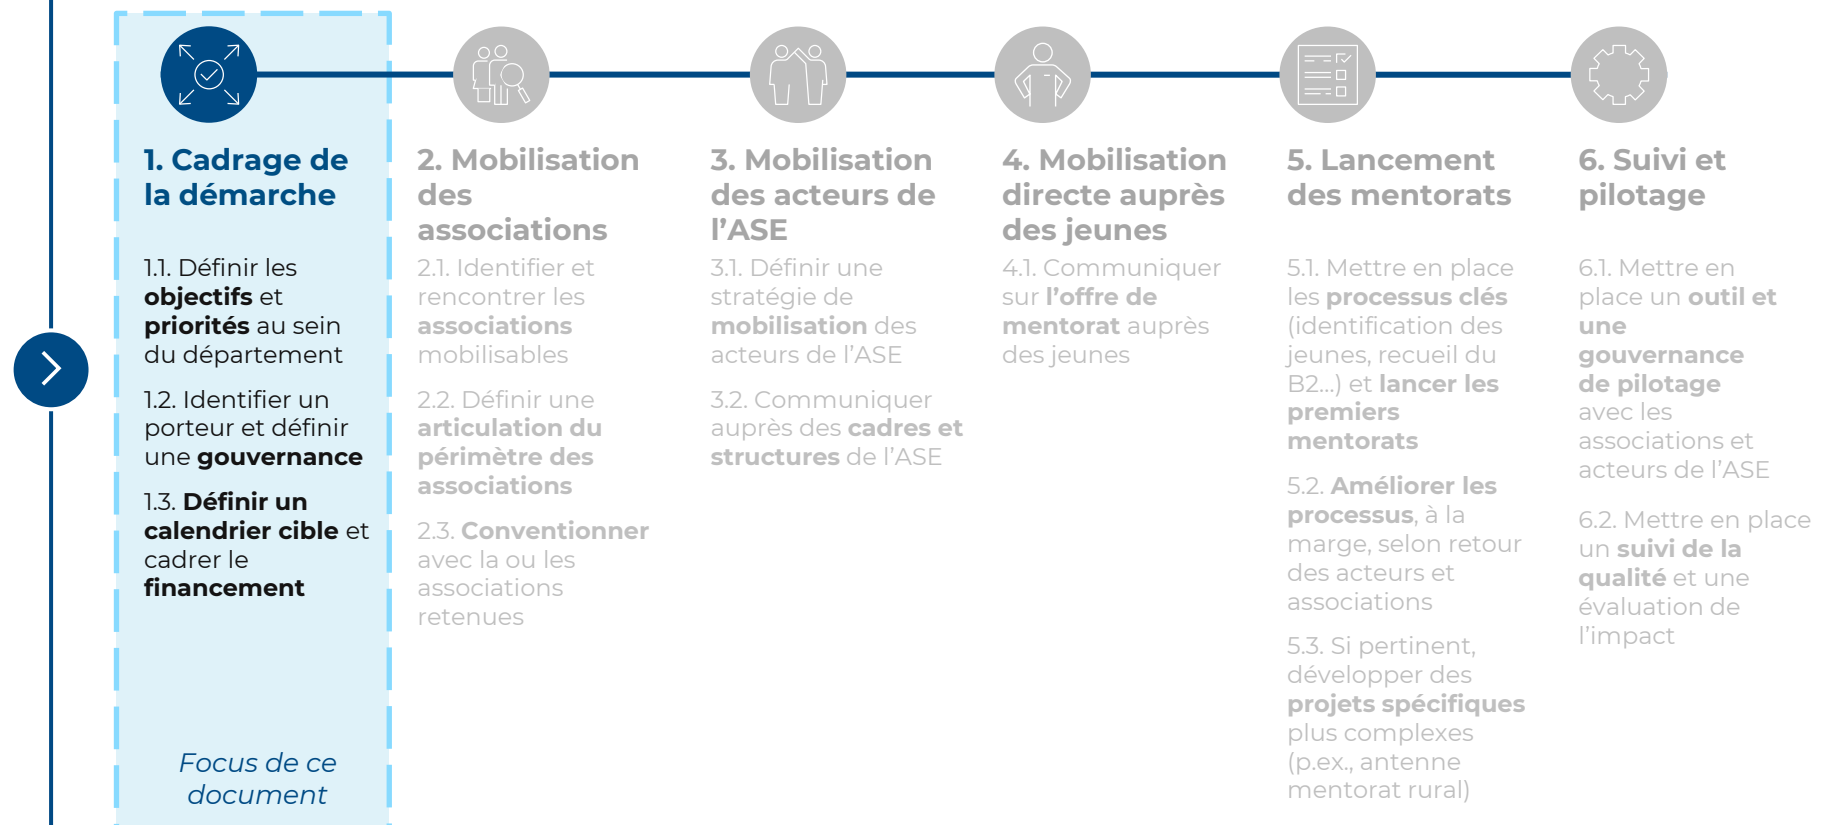 1. Cadrage de
la démarche
1.1. Définir les
objectifs et
priorités au sein
du département
1.2. Identifier un
porteur et définir
une gouvernance
1.3. Définir un
calendrier cible et
cadrer le
financement
Focus de ce
document
2. Mobilisation
des
associations
2.1. Identifier et
rencontrer les
associations
mobilisables
2.2. Définir une
articulation du
périmètre des
associations
2.3. Conventionner
avec la ou les
associations
retenues
3. Mobilisation
des acteurs de
l’ASE
3.1. Définir une
stratégie de
mobilisation des
acteurs de l’ASE
3.2. Communiquer
auprès des cadres et
structures de l’ASE
4. Mobilisation
directe auprès
des jeunes
4.1. Communiquer
sur l’offre de
mentorat auprès
des jeunes
5. Lancement
des mentorats
5.1. Mettre en place
les processus clés
(identification des
jeunes, recueil du
B2...) et lancer les
premiers
mentorats
5.2. Améliorer les
processus, à la
marge, selon retour
des acteurs et
associations
5.3. Si pertinent,
développer des
projets spécifiques
plus complexes
(p.ex., antenne
mentorat rural)
6. Suivi et
pilotage
6.1. Mettre en
place un outil et
une
gouvernance
de pilotage
avec les
associations et
acteurs de l’ASE
6.2. Mettre en place
un suivi de la
qualité et une
évaluation de
l’impact